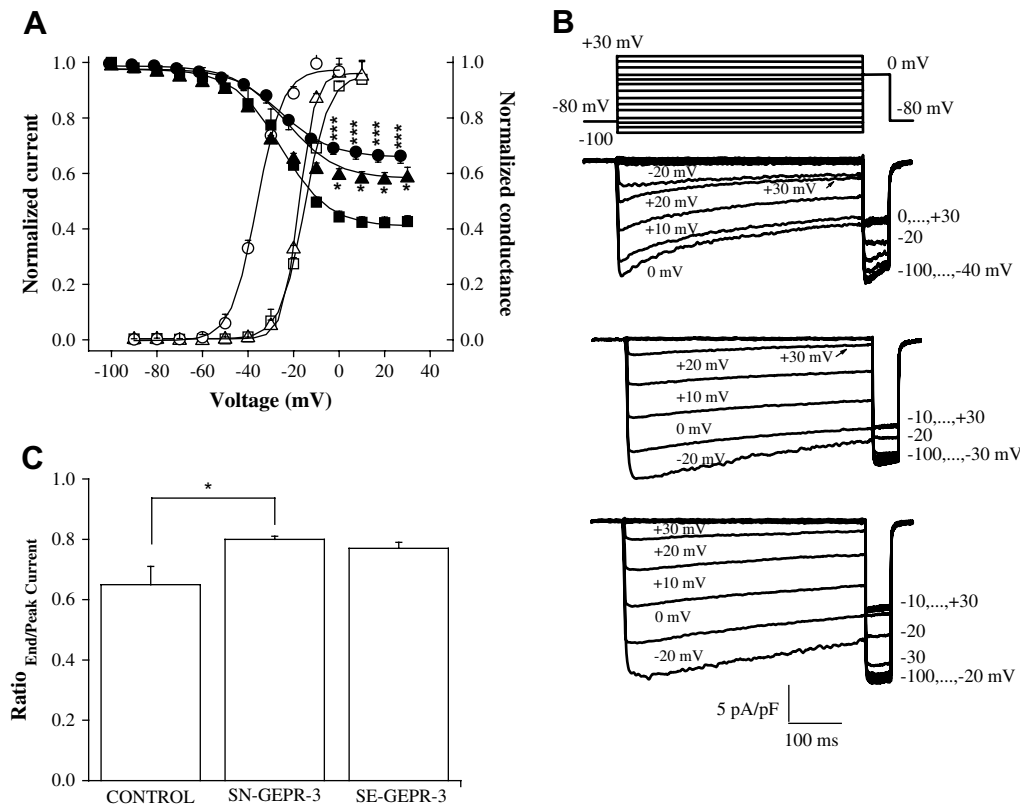 A
1.0
0.8
0.6
0.4
0.2
0.0
Normalized current
1.0
0.8
0.6
0.4
0.2
0.0
Normalized conductance
***
***
***
***
*
*
*
*
-100
-80
-60
-40
-20
0
20
40
Voltage (mV)
B
+30 mV
0 mV
-80 mV
-80 mV
-100
-20 mV
+30 mV
+20 mV
+10 mV
0 mV
0,...,+30
-20
-100,...,-40 mV
+30 mV
+20 mV
+10 mV
0 mV
-20 mV
-10,...,+30
-20
-100,...,-30 mV
+30 mV
+20 mV
+10 mV
0 mV
-20 mV
-10,...,+30
-20
-30
-100,...,-20 mV
5 pA/pF
100 ms
C
1.0
0.8
0.6
0.4
0.2
0.0
Ratio End/Peak Current
*
CONTROL
SN-GEPR-3
SE-GEPR-3